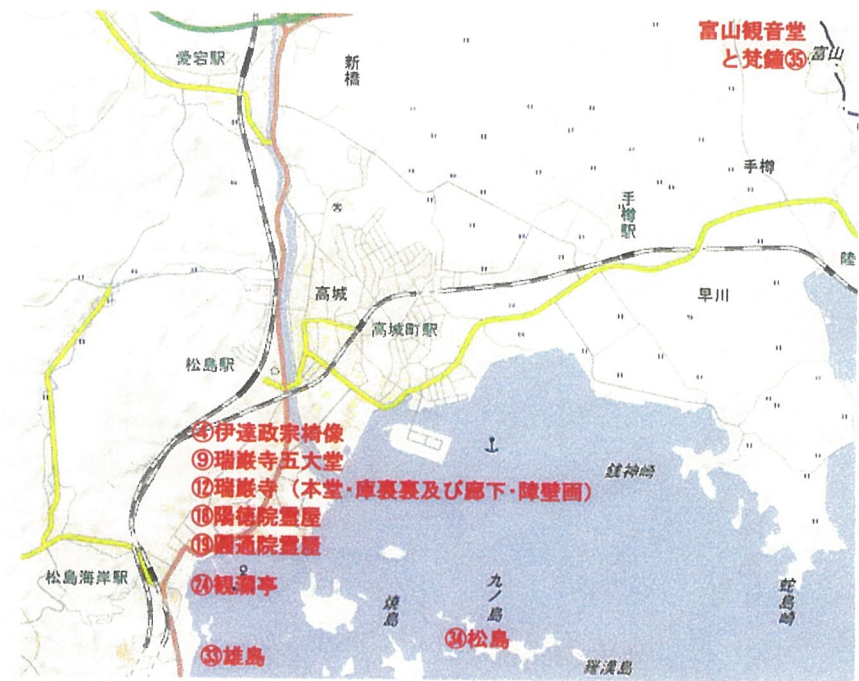 富山観音堂
と梵鐘㉟
富山
愛宕駅
新橋
手樽
手樽駅
陸
早川
高城
高城町駅
松島駅
④伊達政宗椅像
⑨瑞巌寺五大堂
⑫瑞巌寺（本堂・庫裏裏及び廊下・障壁画）
⑱陽徳院霊屋
⑲圓通院霊屋
銭神崎
松島海岸駅
㉔観瀾亭
焼島
九ノ島
蛇島崎
㉞松島
㉝雄島
羅漢島